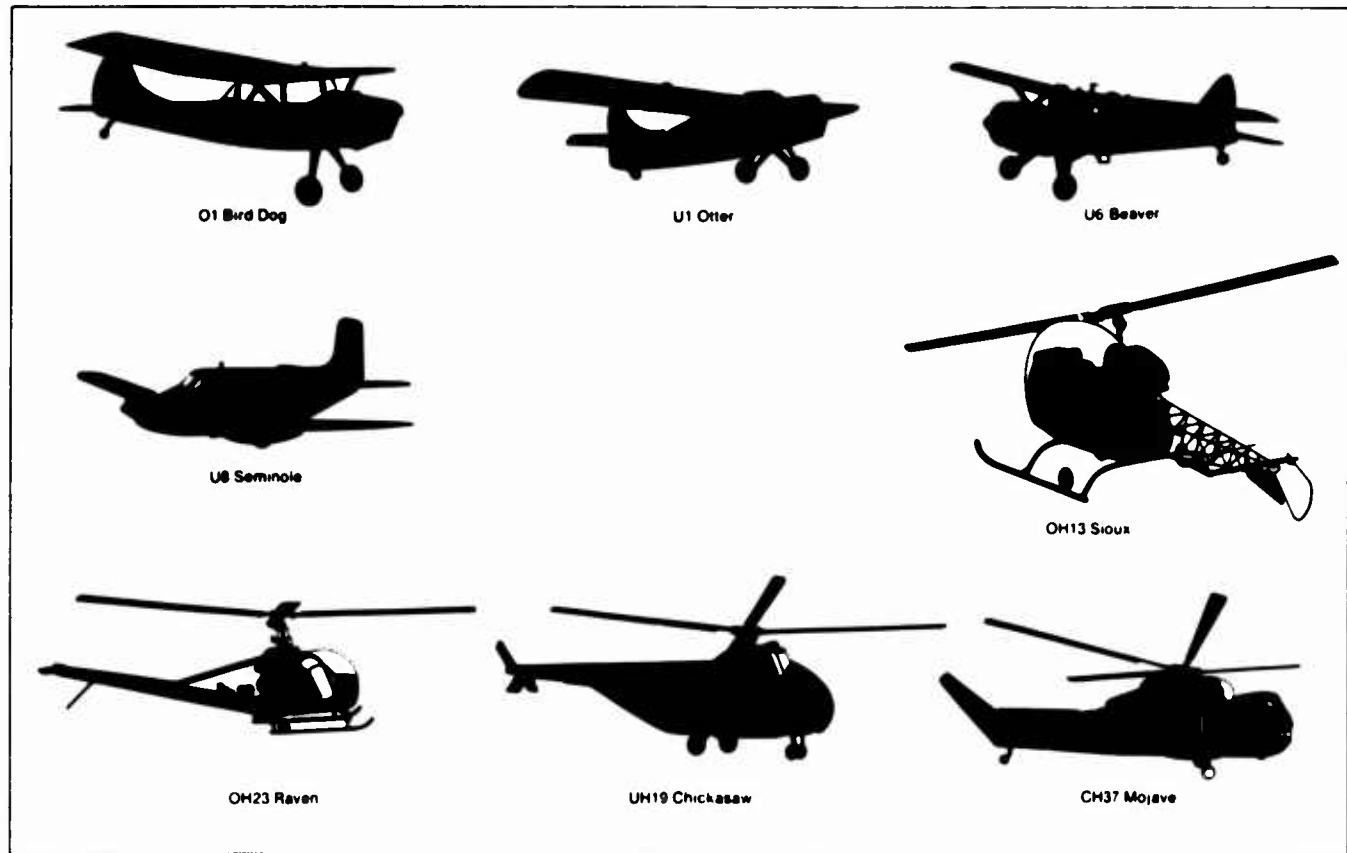 O1 Bird Dog
U1 Otter
U6 Beaver
U8 Seminole
OH13 Sioux
OH23 Raven
UH19 Chickasaw
CH37 Mojave